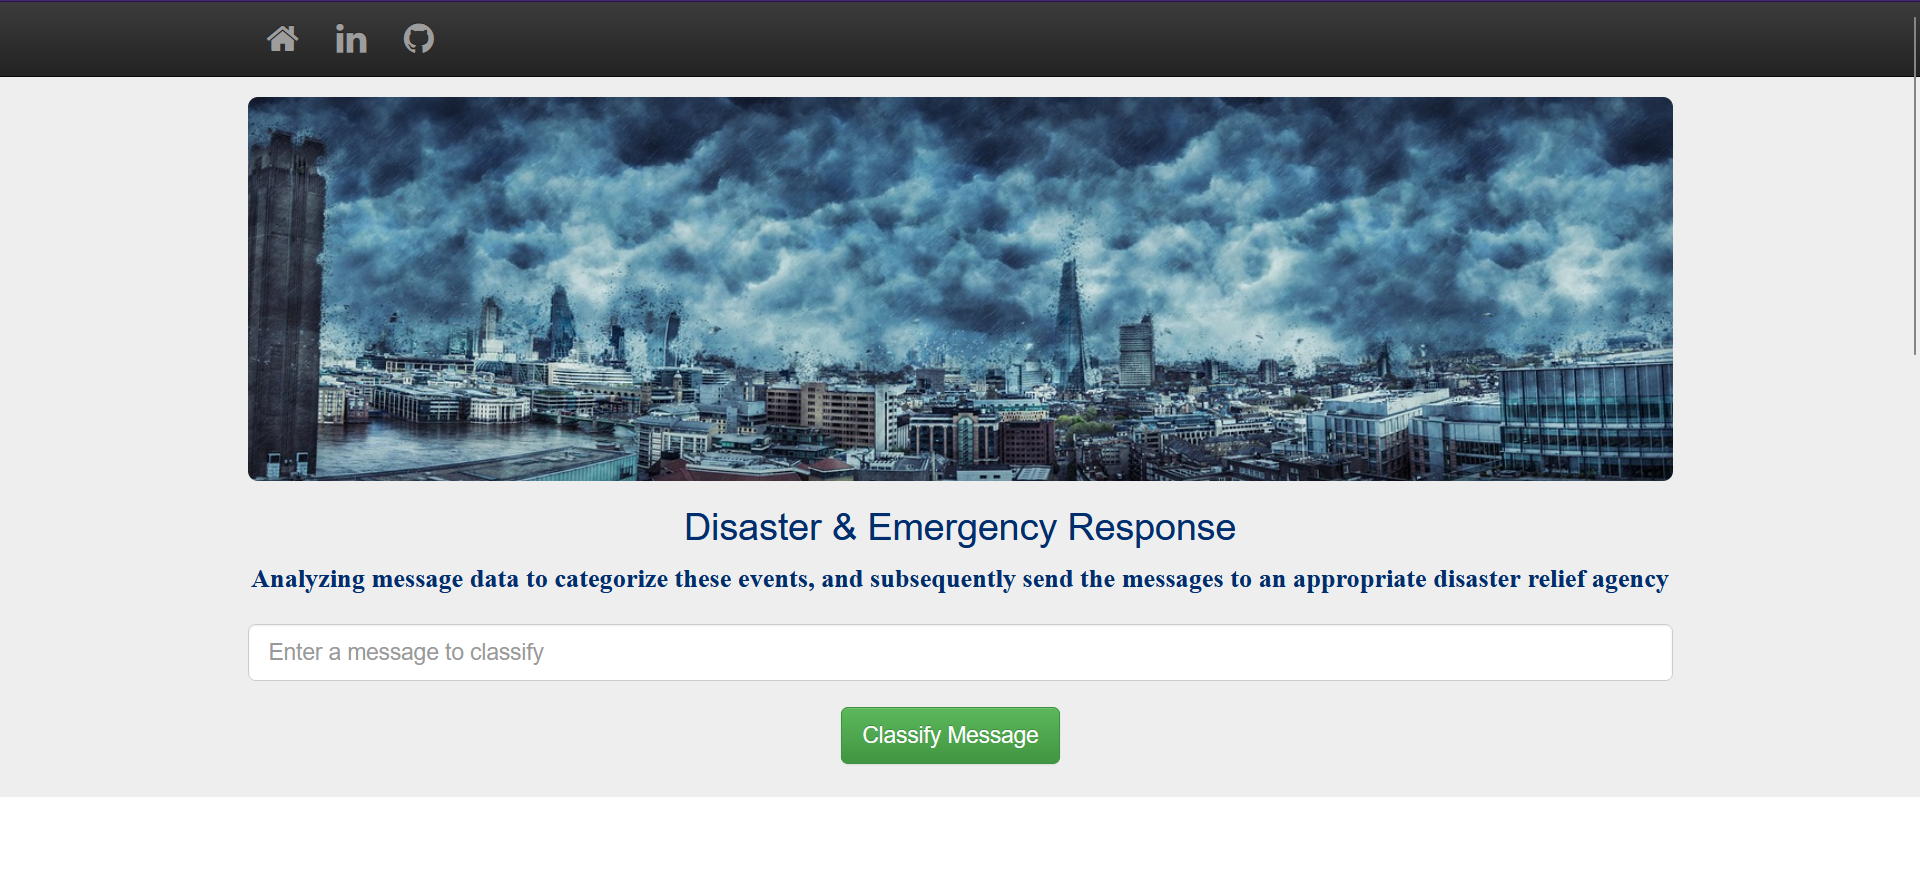 Disaster & Emergency Response
Analyzing message data to categorize these events, and subsequently send the messages to an appropriate disaster relief agency
Enter a message to classify
Classify Message